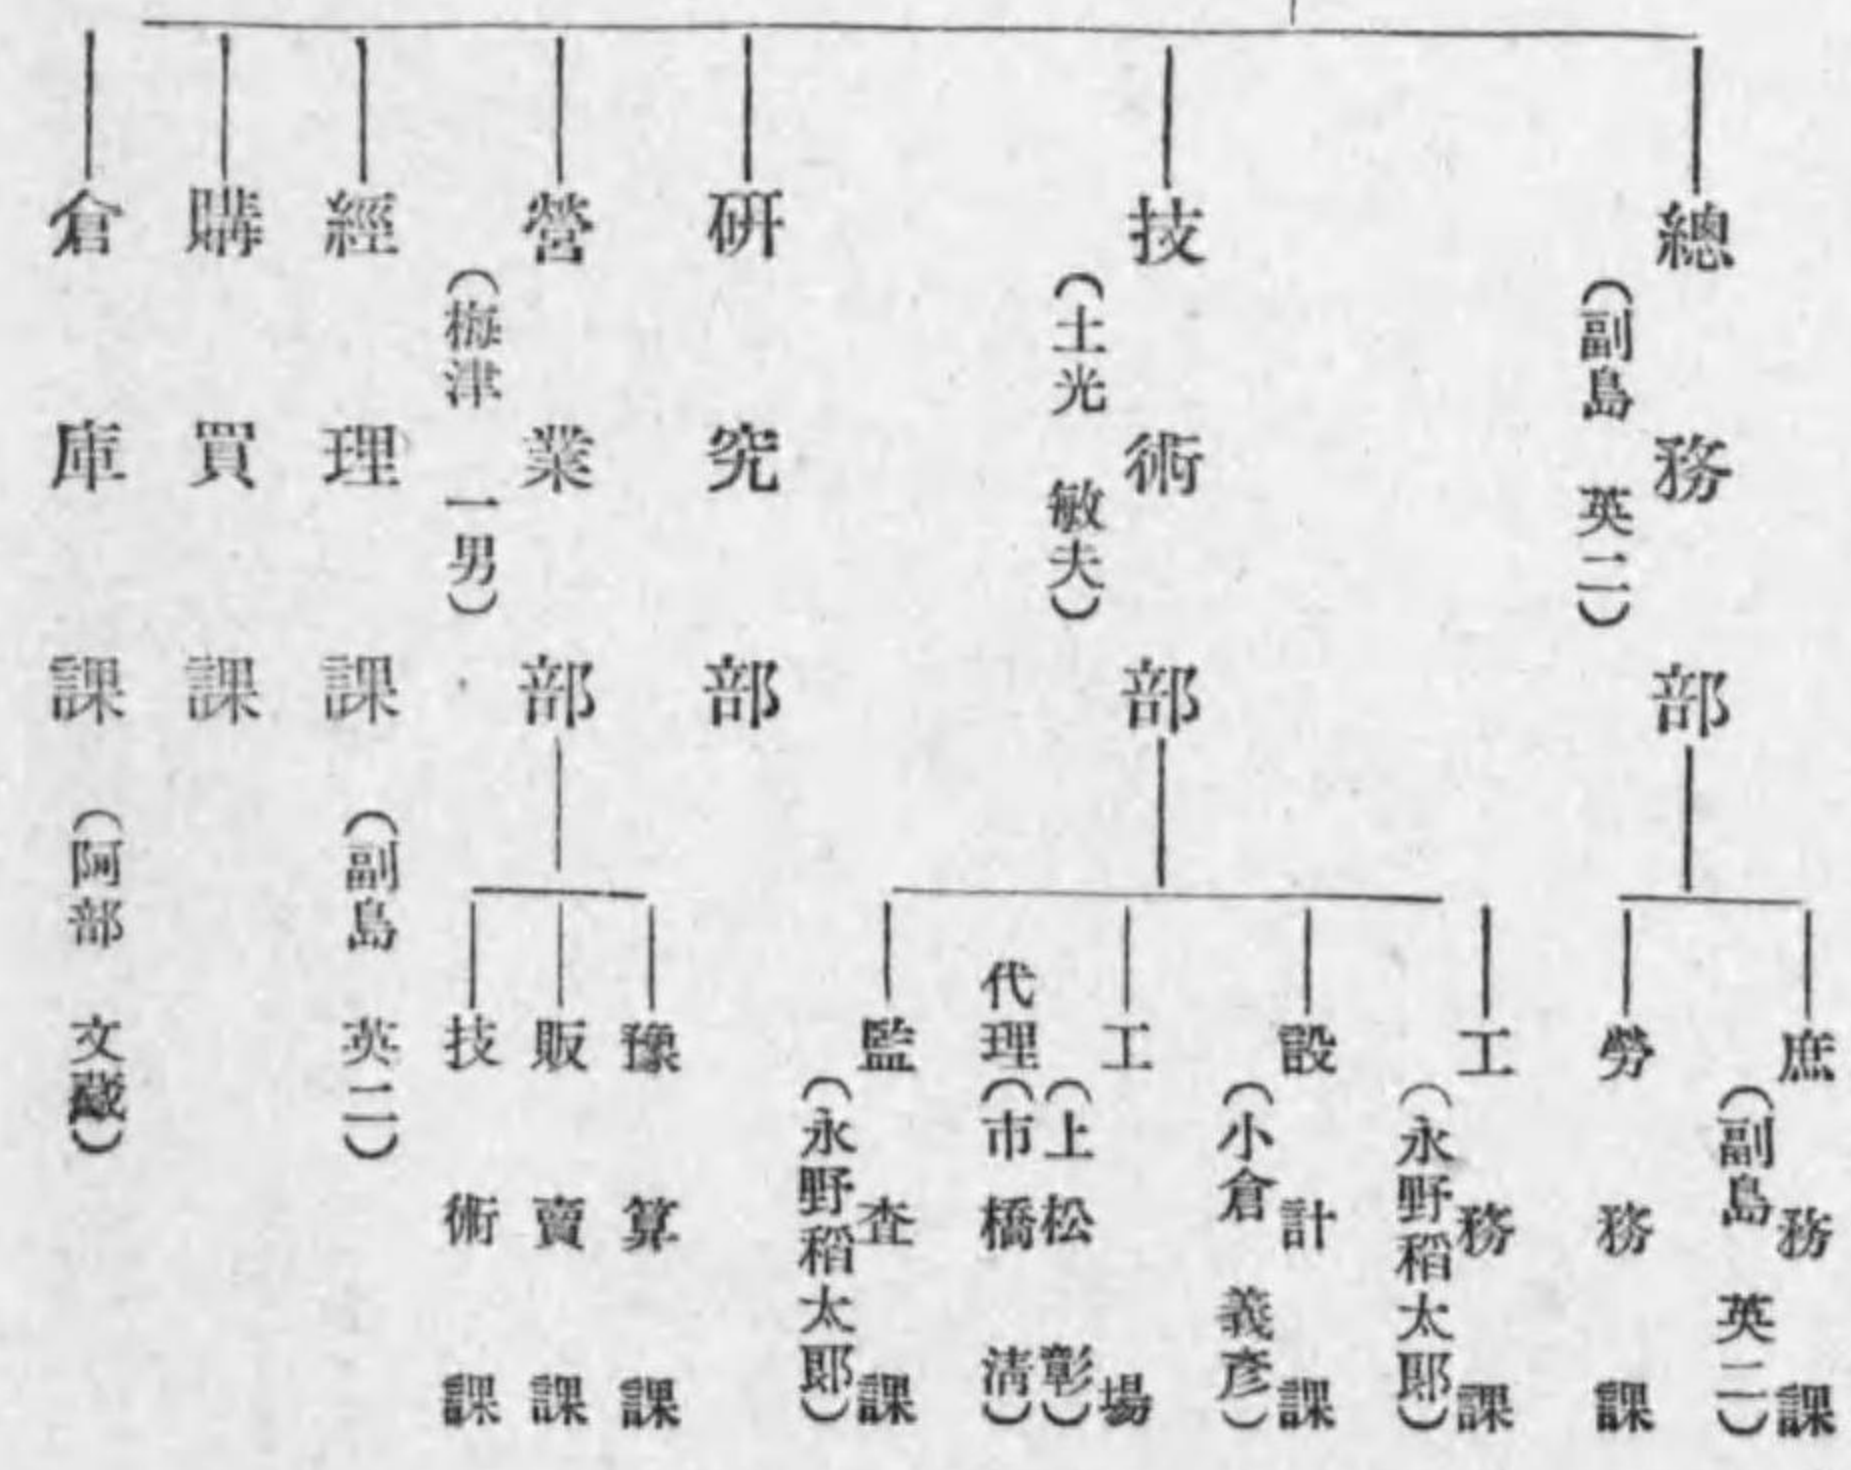 總務部
(副島 英二)
庶務課
(副島 英二)
勞務課
技術部
(土光 敏夫)
工務課
(永野稻太郎)
設計課
(小倉 義彦)
工場
(上松 彰)
代理(市橋 清)
監査課
(永野稻太郎)
研究部
營業部
(梅津 一男)
豫算課
販賣課
技術課
經理課 (副島 英二)
購買課
倉庫課 (阿部 文藏)